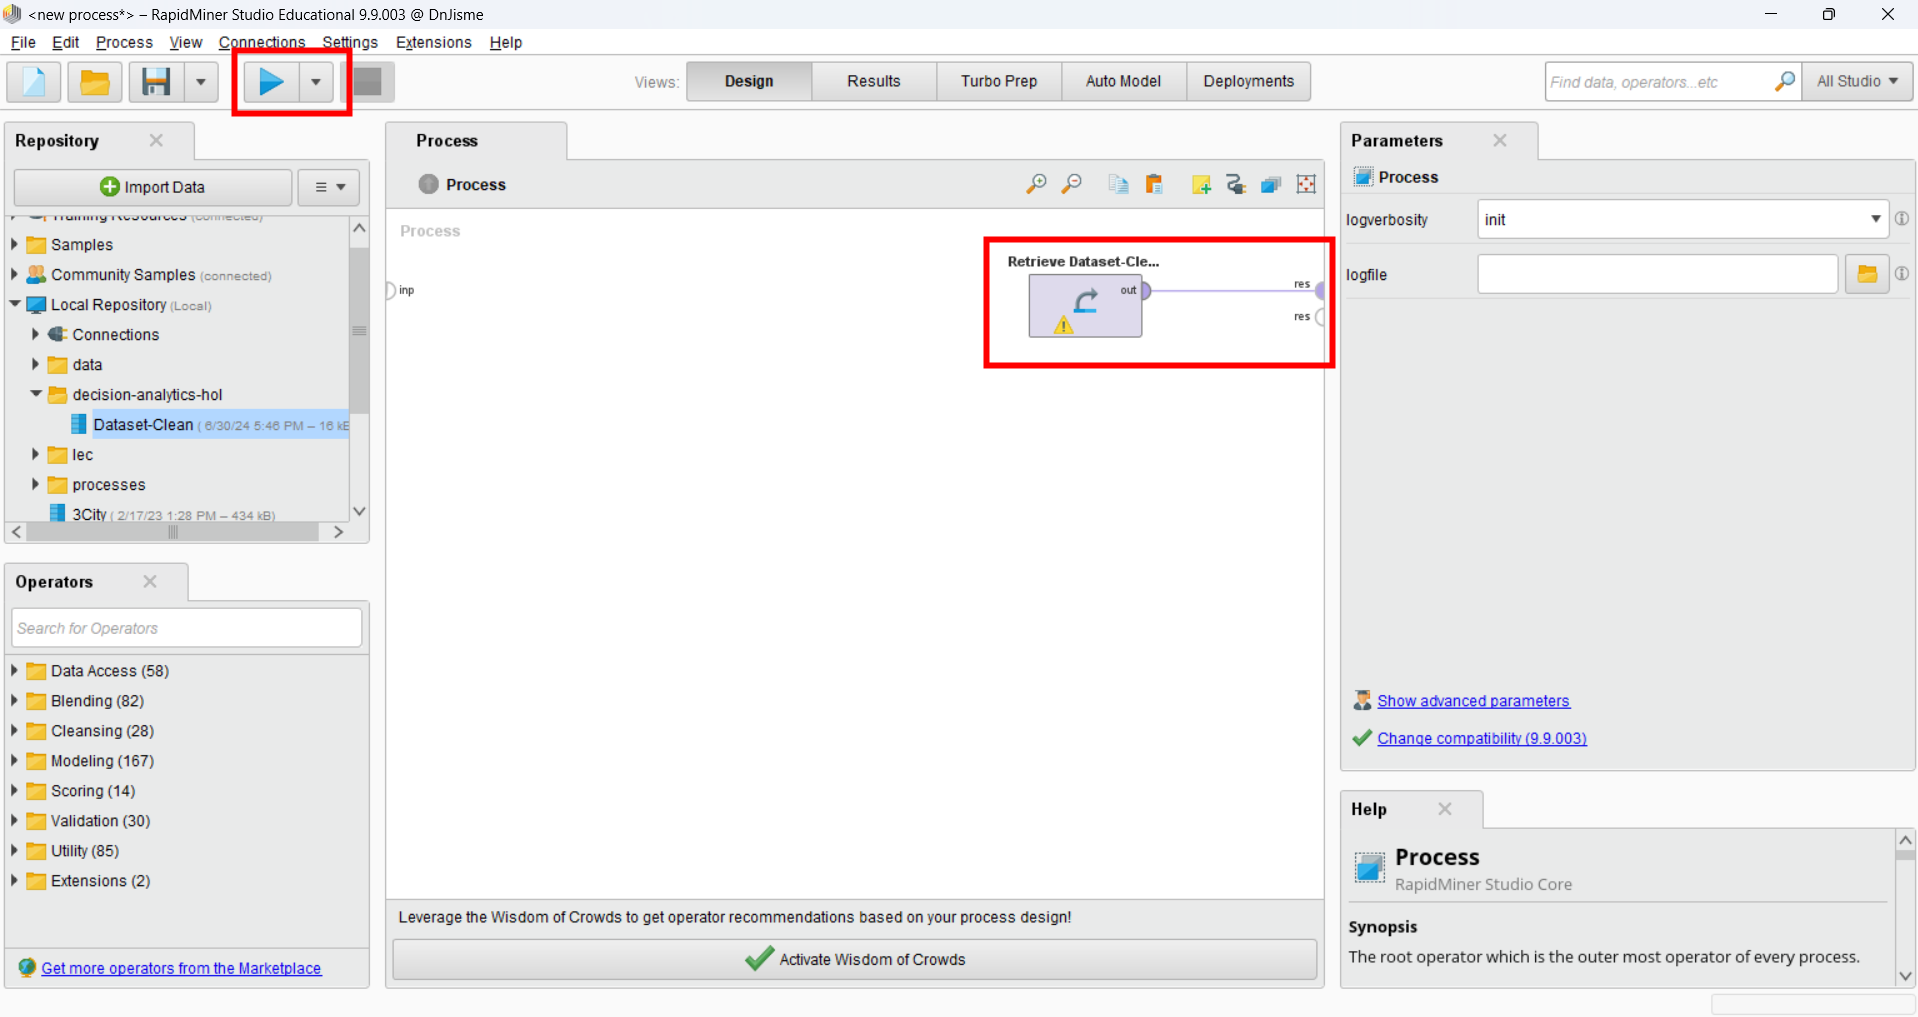 <new process*> – RapidMiner Studio Educational 9.9.003 @ DnJisme
File Edit Process View Connections Settings Extensions Help
Views: Design Results Turbo Prep Auto Model Deployments
Find data, operators...etc
All Studio
Repository
Import Data
Training Resources (connected)
Samples
Community Samples (connected)
Local Repository (Local)
Connections
data
decision-analytics-hol
Dataset-Clean ( 6/30/24 5:46 PM – 16 kE
lec
processes
3City ( 2/17/23 1:28 PM – 434 kB)
Operators
Search for Operators
Data Access (58)
Blending (82)
Cleansing (28)
Modeling (167)
Scoring (14)
Validation (30)
Utility (85)
Extensions (2)
Get more operators from the Marketplace
Process
Process
Process
inp
Retrieve Dataset-Cle...
out
res
res
Leverage the Wisdom of Crowds to get operator recommendations based on your process design!
Activate Wisdom of Crowds
Parameters
Process
logverbosity
init
logfile
Show advanced parameters
Change compatibility (9.9.003)
Help
Process
RapidMiner Studio Core
Synopsis
The root operator which is the outer most operator of every process.